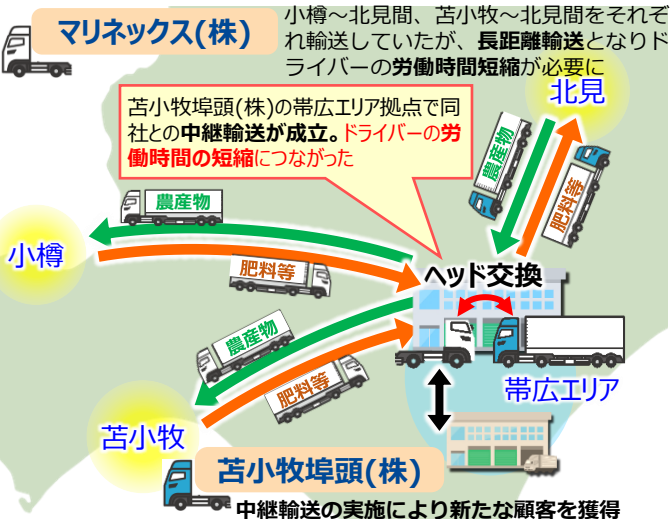 マリネックス(株)
小樽～北見間、苫小牧～北見間をそれぞ
れ輸送していたが、長距離輸送となりド
ライバーの労働時間短縮が必要に
苫小牧埠頭(株)の帯広エリア拠点で同
社との中継輸送が成立。ドライバーの労
働時間の短縮につながった
北見
農産物
肥料等
農産物
小樽
肥料等
ヘッド交換
農産物
肥料等
帯広エリア
苫小牧
苫小牧埠頭(株)
中継輸送の実施により新たな顧客を獲得